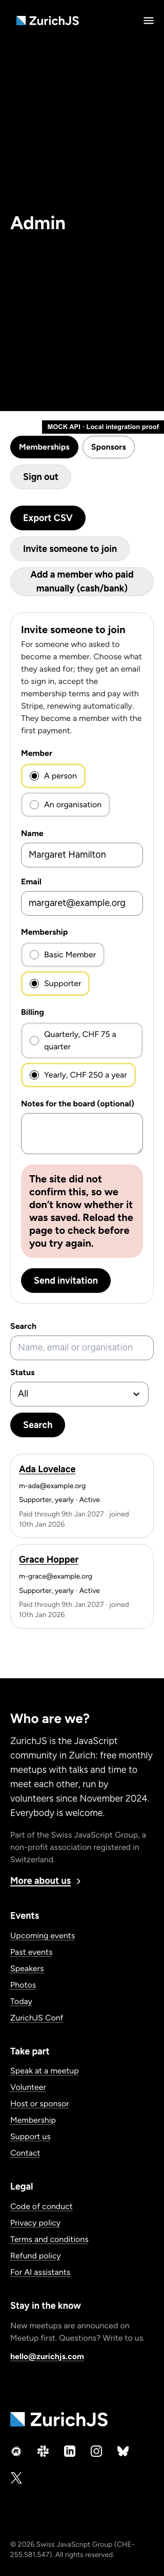 ZurichJS
Admin
MOCK API · Local integration proof
Memberships
Sponsors
Sign out
Export CSV
Invite someone to join
Add a member who paid
manually (cash/bank)
Invite someone to join
For someone who asked to
become a member. Choose what
they asked for; they get an email
to sign in, accept the
membership terms and pay with
Stripe, renewing automatically.
They become a member with the
first payment.
Member
A person
An organisation
Name
Margaret Hamilton
Email
margaret@example.org
Membership
Basic Member
Supporter
Billing
Quarterly, CHF 75 a
quarter
Yearly, CHF 250 a year
Notes for the board (optional)
The site did not
confirm this, so we
don't know whether it
was saved. Reload the
page to check before
you try again.
Send invitation
Search
Name, email or organisation
Status
All
Search
Ada Lovelace
m-ada@example.org
Supporter, yearly · Active
Paid through 9th Jan 2027 · joined
10th Jan 2026
Grace Hopper
m-grace@example.org
Supporter, yearly · Active
Paid through 9th Jan 2027 · joined
10th Jan 2026
Who are we?
ZurichJS is the JavaScript
community in Zurich: free monthly
meetups with talks and time to
meet each other, run by
volunteers since November 2024.
Everybody is welcome.
Part of the Swiss JavaScript Group, a
non-profit association registered in
Switzerland.
More about us
Events
Upcoming events
Past events
Speakers
Photos
Today
ZurichJS Conf
Take part
Speak at a meetup
Volunteer
Host or sponsor
Membership
Support us
Contact
Legal
Code of conduct
Privacy policy
Terms and conditions
Refund policy
For AI assistants
Stay in the know
New meetups are announced on
Meetup first. Questions? Write to us.
hello@zurichjs.com
ZurichJS
© 2026 Swiss JavaScript Group (CHE-
255.581.547). All rights reserved.